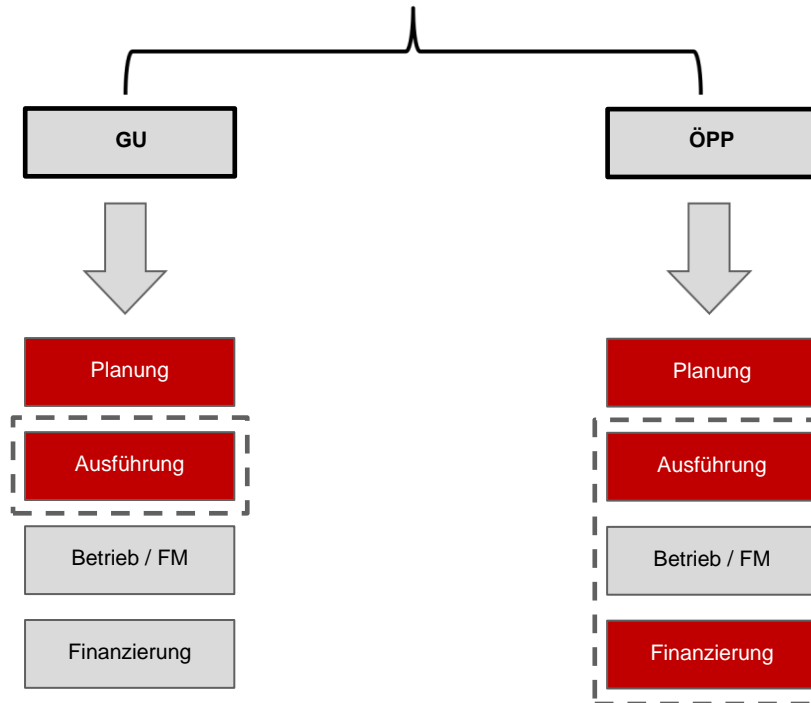 GU
ÖPP
Planung
Planung
Ausführung
Ausführung
Betrieb / FM
Betrieb / FM
Finanzierung
Finanzierung